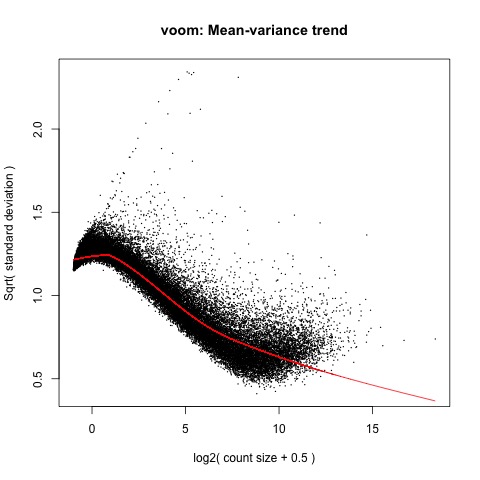 voom: Mean-variance trend
Sqrt( standard deviation )
2.0
1.5
1.0
0.5
0 5 10 15
log2( count size + 0.5 )